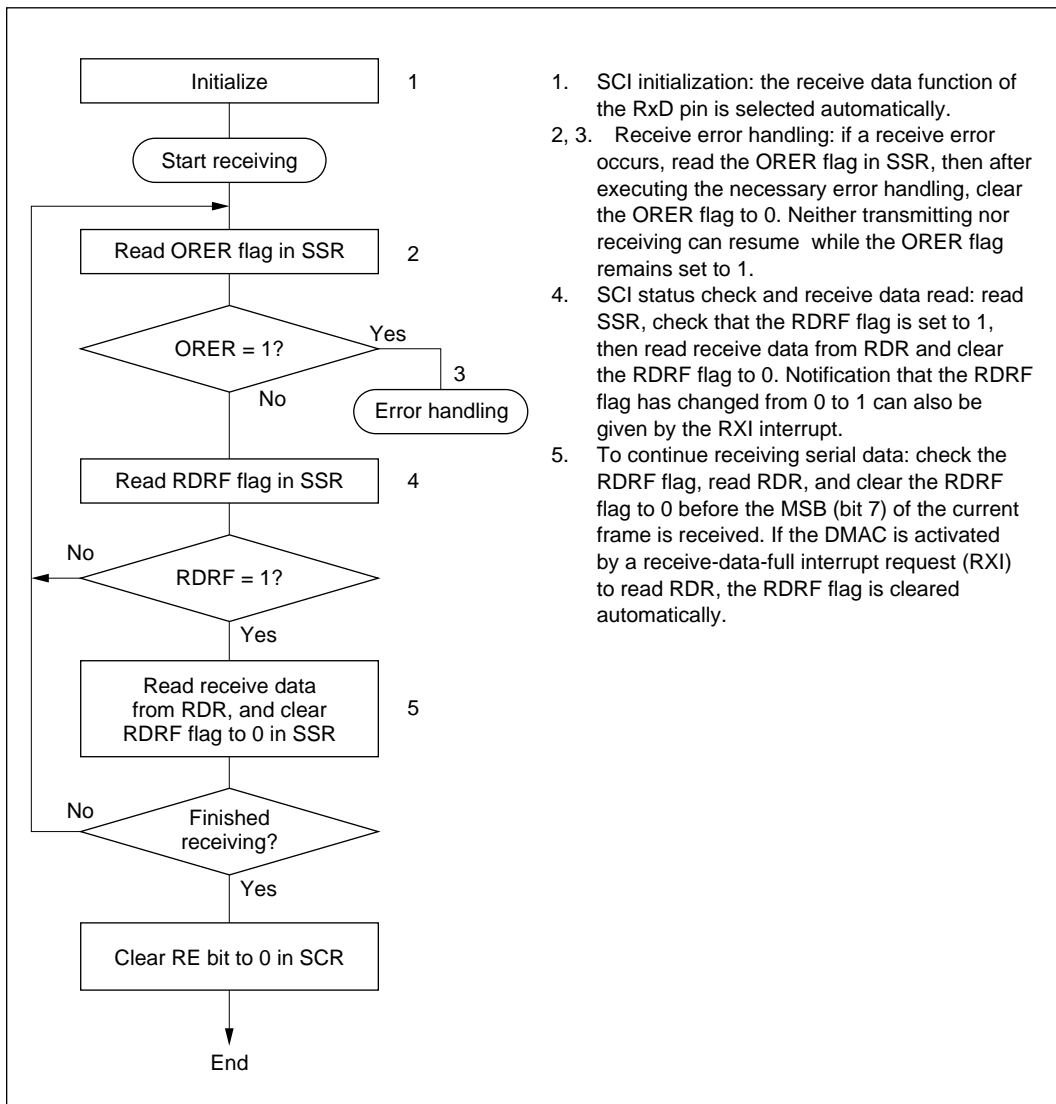 Initialize
1
Start receiving
Read ORER flag in SSR
2
ORER = 1?
Yes
No
3
Error handling
Read RDRF flag in SSR
4
No
RDRF = 1?
Yes
Read receive data
from RDR, and clear
RDRF flag to 0 in SSR
5
No
Finished
receiving?
Yes
Clear RE bit to 0 in SCR
End
1. SCI initialization: the receive data function of
the RxD pin is selected automatically.
2, 3. Receive error handling: if a receive error
occurs, read the ORER flag in SSR, then after
executing the necessary error handling, clear
the ORER flag to 0. Neither transmitting nor
receiving can resume while the ORER flag
remains set to 1.
4. SCI status check and receive data read: read
SSR, check that the RDRF flag is set to 1,
then read receive data from RDR and clear
the RDRF flag to 0. Notification that the RDRF
flag has changed from 0 to 1 can also be
given by the RXI interrupt.
5. To continue receiving serial data: check the
RDRF flag, read RDR, and clear the RDRF
flag to 0 before the MSB (bit 7) of the current
frame is received. If the DMAC is activated
by a receive-data-full interrupt request (RXI)
to read RDR, the RDRF flag is cleared
automatically.